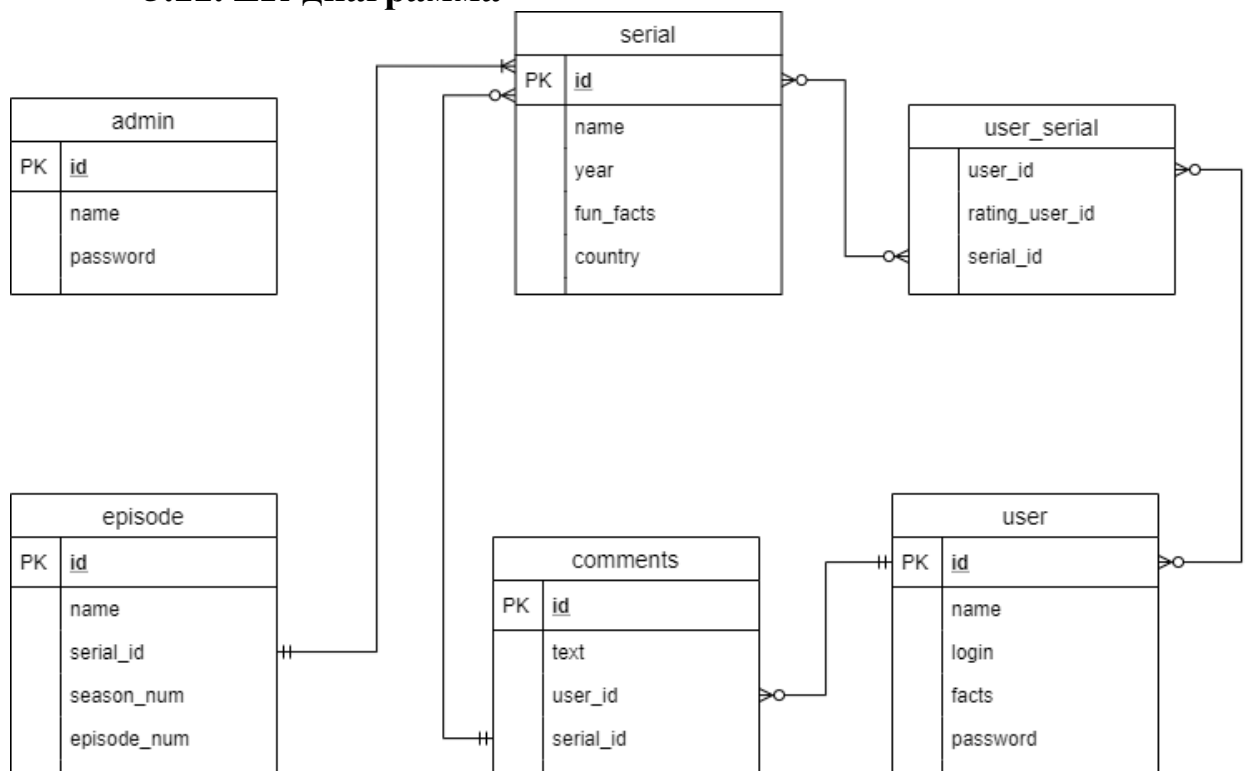 serial
PK id
name
year
fun_facts
country
admin
PK id
name
password
user_serial
user_id
rating_user_id
serial_id
episode
PK id
name
serial_id
season_num
episode_num
comments
PK id
text
user_id
serial_id
user
PK id
name
login
facts
password